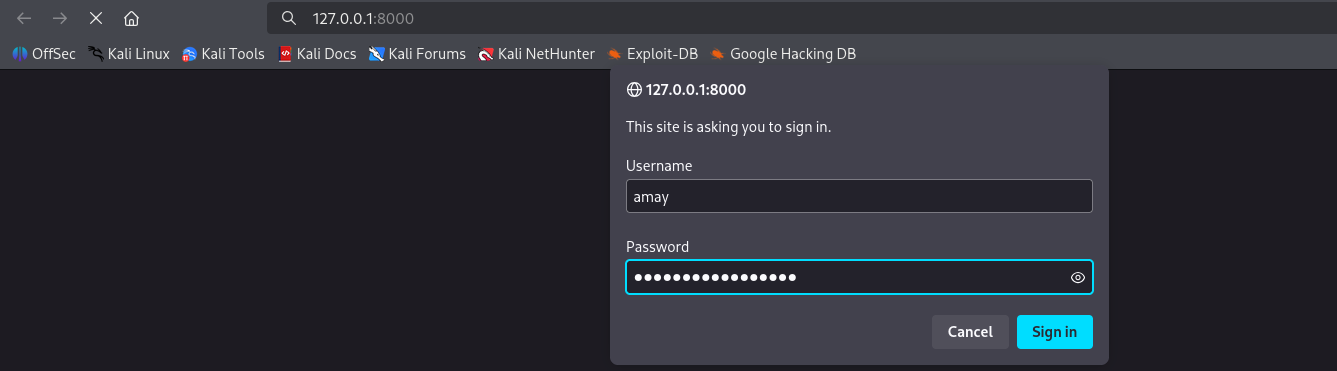 127.0.0.1:8000
OffSec Kali Linux Kali Tools Kali Docs Kali Forums Kali NetHunter Exploit-DB Google Hacking DB
127.0.0.1:8000
This site is asking you to sign in.
Username
amay
Password
•••••••••••••••••
Cancel Sign in